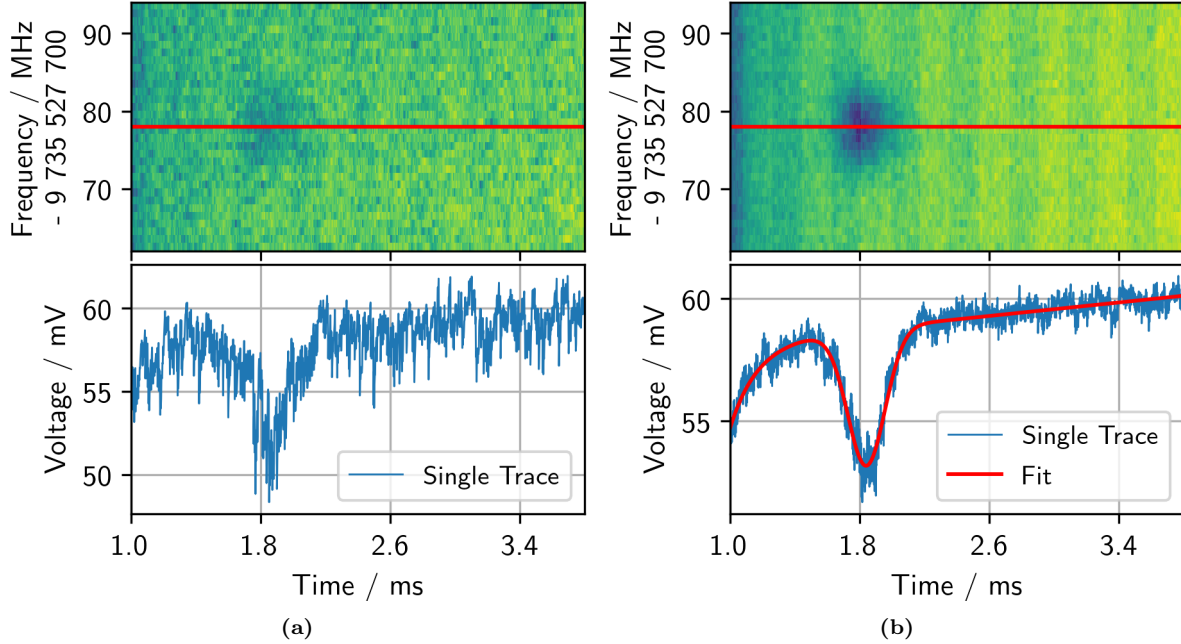 Frequency / MHz
- 9 735 527 700
90
80
70
Voltage / mV
60
55
50
Single Trace
1.0
1.8
2.6
3.4
Time / ms
(a)
Frequency / MHz
- 9 735 527 700
90
80
70
Voltage / mV
60
55
Single Trace
Fit
1.0
1.8
2.6
3.4
Time / ms
(b)